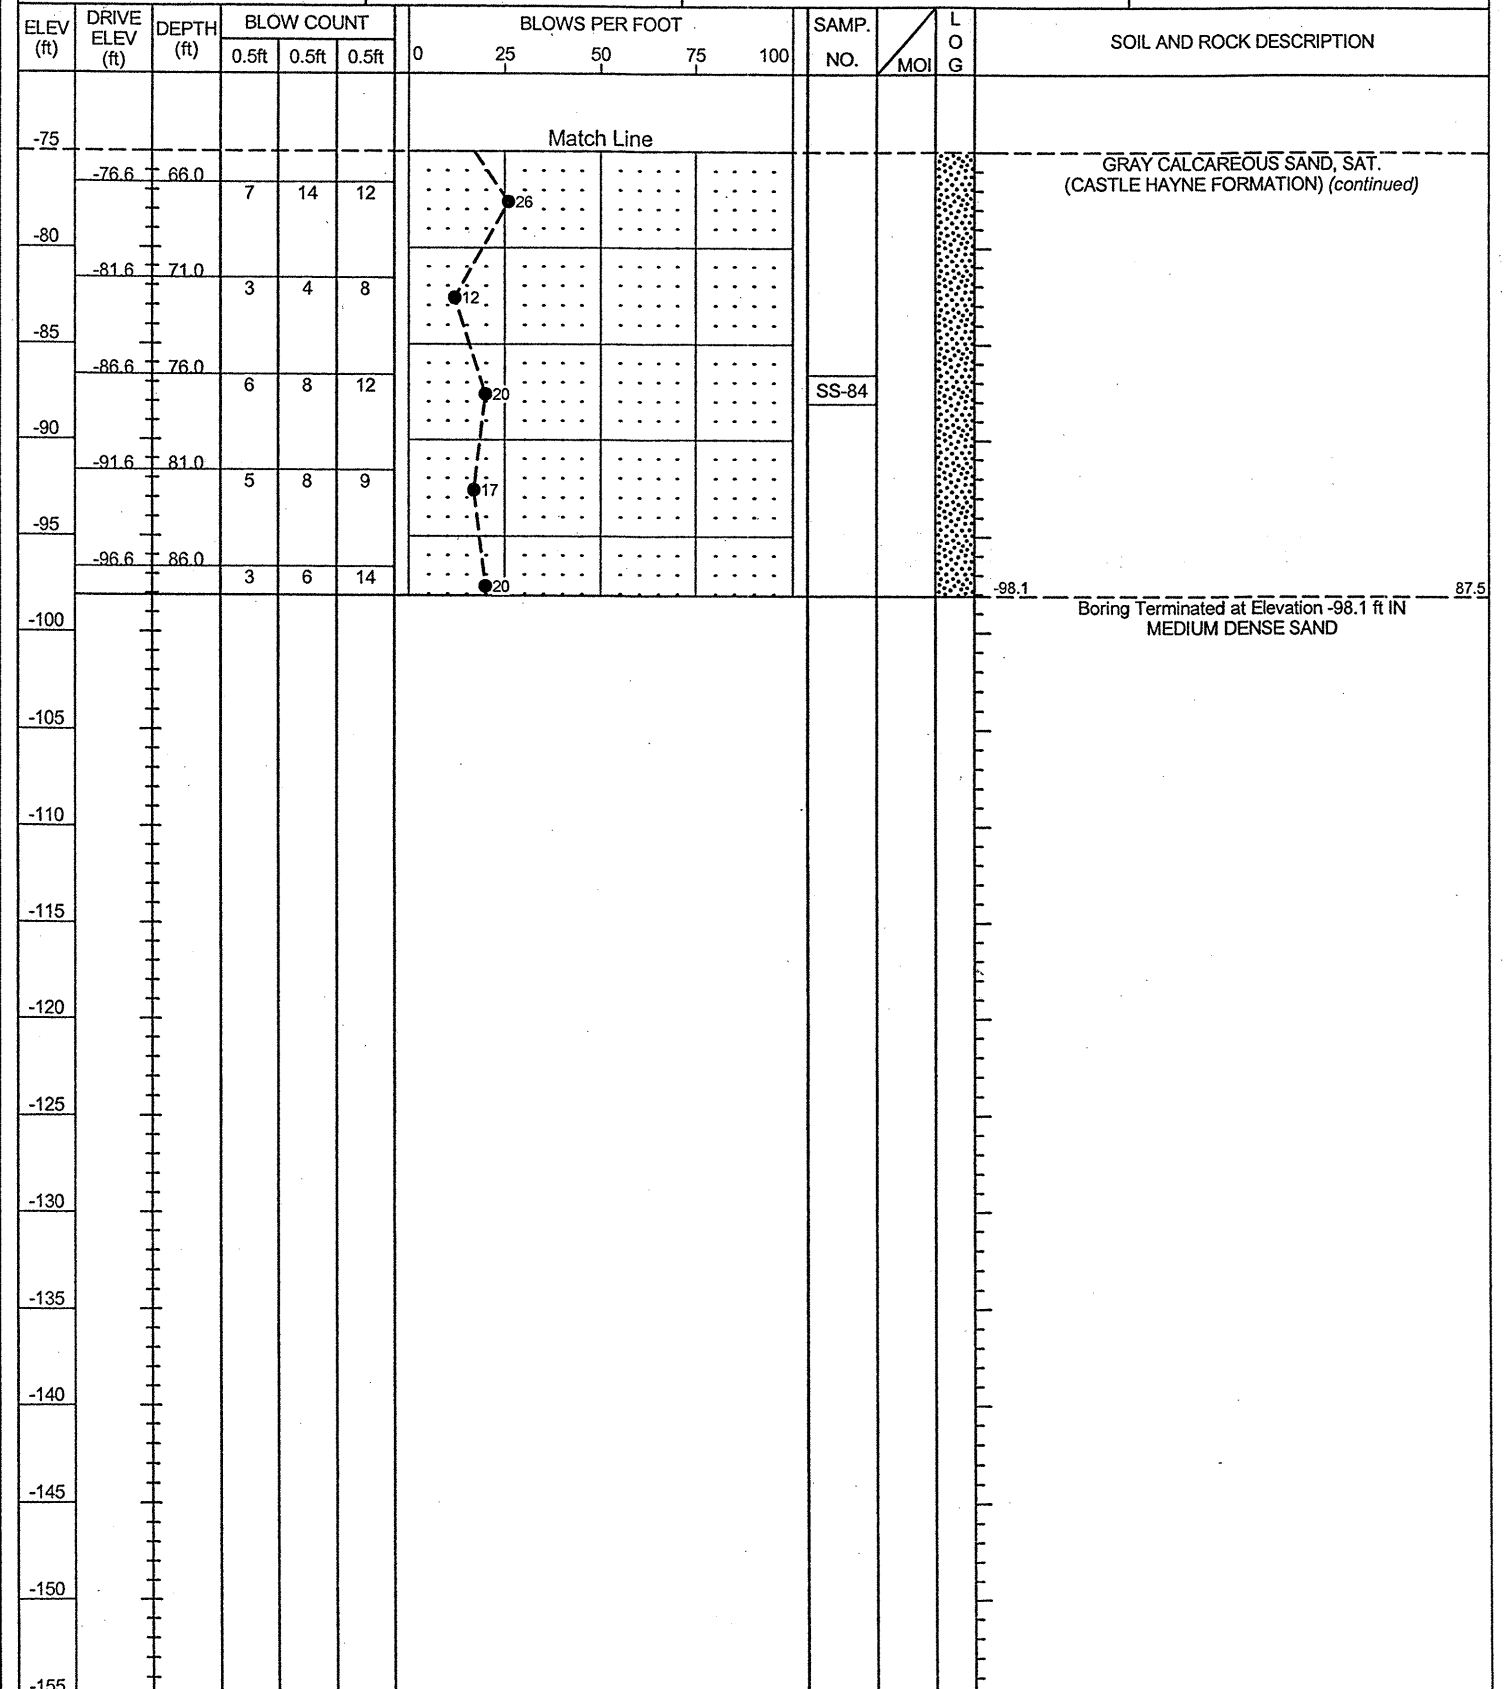 ELEV (ft) DRIVE ELEV (ft) DEPTH (ft) BLOW COUNT BLOWS PER FOOT SAMP. NO. MOI LOG SOIL AND ROCK DESCRIPTION
0.5ft 0.5ft 0.5ft 0 25 50 75 100
Match Line
-75
GRAY CALCAREOUS SAND, SAT.
(CASTLE HAYNE FORMATION) (continued)
-76.6 66.0
7 14 12 26
-80
-81.6 71.0
3 4 8 12
-85
-86.6 76.0
6 8 12 20 SS-84
-90
-91.6 81.0
5 8 9 17
-95
-96.6 86.0
3 6 14 20
-98.1 87.5
Boring Terminated at Elevation -98.1 ft IN
MEDIUM DENSE SAND
-100
-105
-110
-115
-120
-125
-130
-135
-140
-145
-150
-155